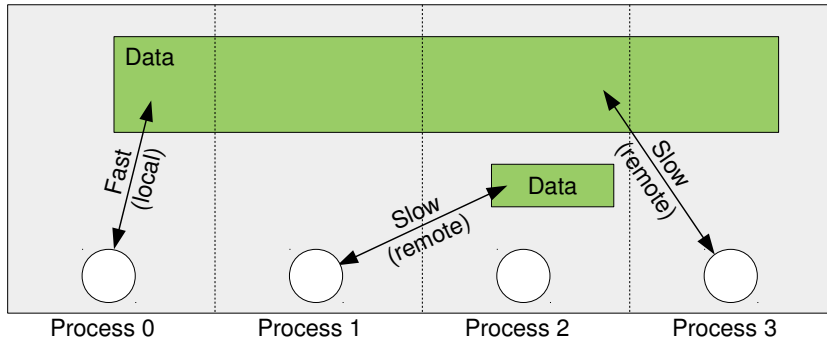 Data
Fast
(local)
Slow
(remote)
Data
Slow
(remote)
Process 0
Process 1
Process 2
Process 3